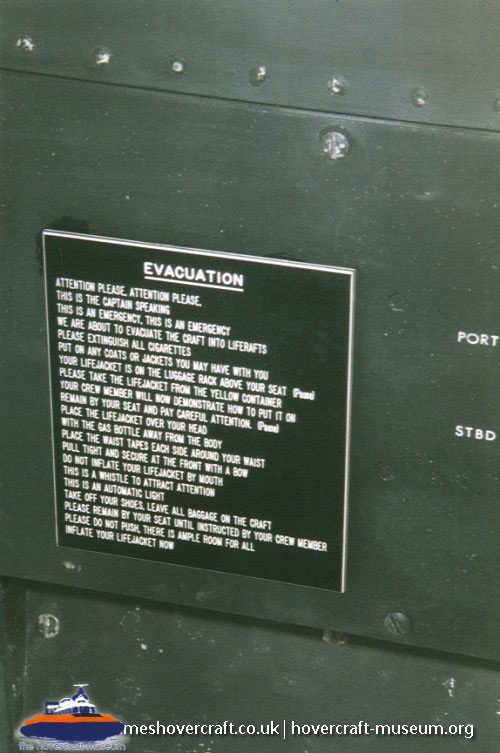 EVACUATION
ATTENTION PLEASE, ATTENTION PLEASE,
THIS IS THE CAPTAIN SPEAKING
THIS IS AN EMERGENCY, THIS IS AN EMERGENCY
WE ARE ABOUT TO EVACUATE THE CRAFT INTO LIFERAFTS
PLEASE EXTINGUISH ALL CIGARETTES
PUT ON ANY COATS OR JACKETS YOU MAY HAVE WITH YOU
YOUR LIFEJACKET IS ON THE LUGGAGE RACK ABOVE YOUR SEAT (Pause)
PLEASE TAKE THE LIFEJACKET FROM THE YELLOW CONTAINER
YOUR CREW MEMBER WILL NOW DEMONSTRATE HOW TO PUT IT ON
REMAIN BY YOUR SEAT AND PAY CAREFUL ATTENTION. (Pause)
PLACE THE LIFEJACKET OVER YOUR HEAD
WITH THE GAS BOTTLE AWAY FROM THE BODY
PLACE THE WAIST TAPES EACH SIDE AROUND YOUR WAIST
PULL TIGHT AND SECURE AT THE FRONT WITH A BOW
DO NOT INFLATE YOUR LIFEJACKET BY MOUTH
THIS IS A WHISTLE TO ATTRACT ATTENTION
THIS IS AN AUTOMATIC LIGHT
TAKE OFF YOUR SHOES, LEAVE ALL BAGGAGE ON THE CRAFT
PLEASE REMAIN BY YOUR SEAT UNTIL INSTRUCTED BY YOUR CREW MEMBER
PLEASE DO NOT PUSH, THERE IS AMPLE ROOM FOR ALL
INFLATE YOUR LIFEJACKET NOW
PORT
STBD
the hovercraft museum
meshovercraft.co.uk | hovercraft-museum.org